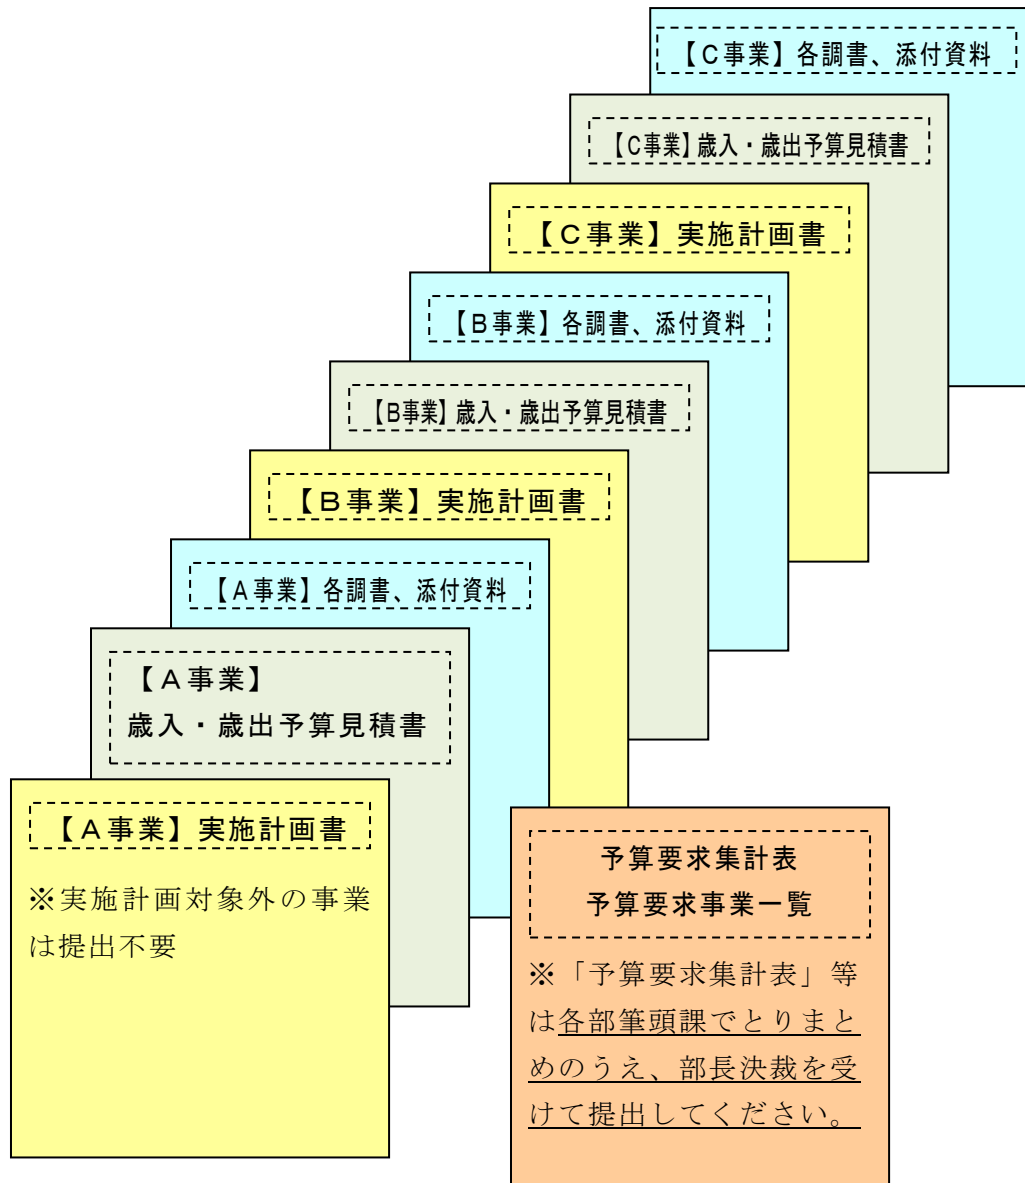 【C事業】各調書、添付資料
【C事業】歳入・歳出予算見積書
【C事業】実施計画書
【B事業】各調書、添付資料
【B事業】歳入・歳出予算見積書
【B事業】実施計画書
【A事業】各調書、添付資料
【A事業】
歳入・歳出予算見積書
【A事業】実施計画書
※実施計画対象外の事業
は提出不要
予算要求集計表
予算要求事業一覧
※「予算要求集計表」等
は各部筆頭課でとりまと
めのうえ、部長決裁を受
けて提出してください。